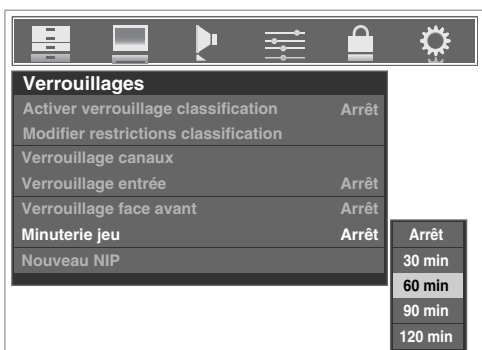 Verrouillages
Activer verrouillage classification Arrêt
Modifier restrictions classification
Verrouillage canaux
Verrouillage entrée Arrêt
Verrouillage face avant Arrêt
Minuterie jeu Arrêt
Nouveau NIP
Arrêt
30 min
60 min
90 min
120 min